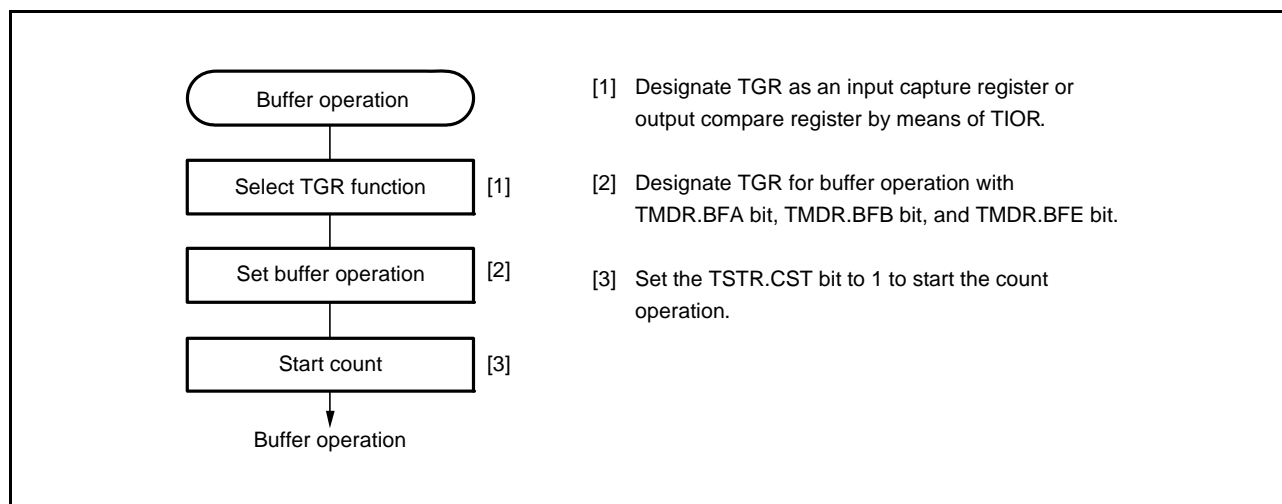 Buffer operation
Select TGR function [1]
Set buffer operation [2]
Start count [3]
Buffer operation
[1] Designate TGR as an input capture register or
output compare register by means of TIOR.
[2] Designate TGR for buffer operation with
TMDR.BFA bit, TMDR.BFB bit, and TMDR.BFE bit.
[3] Set the TSTR.CST bit to 1 to start the count
operation.